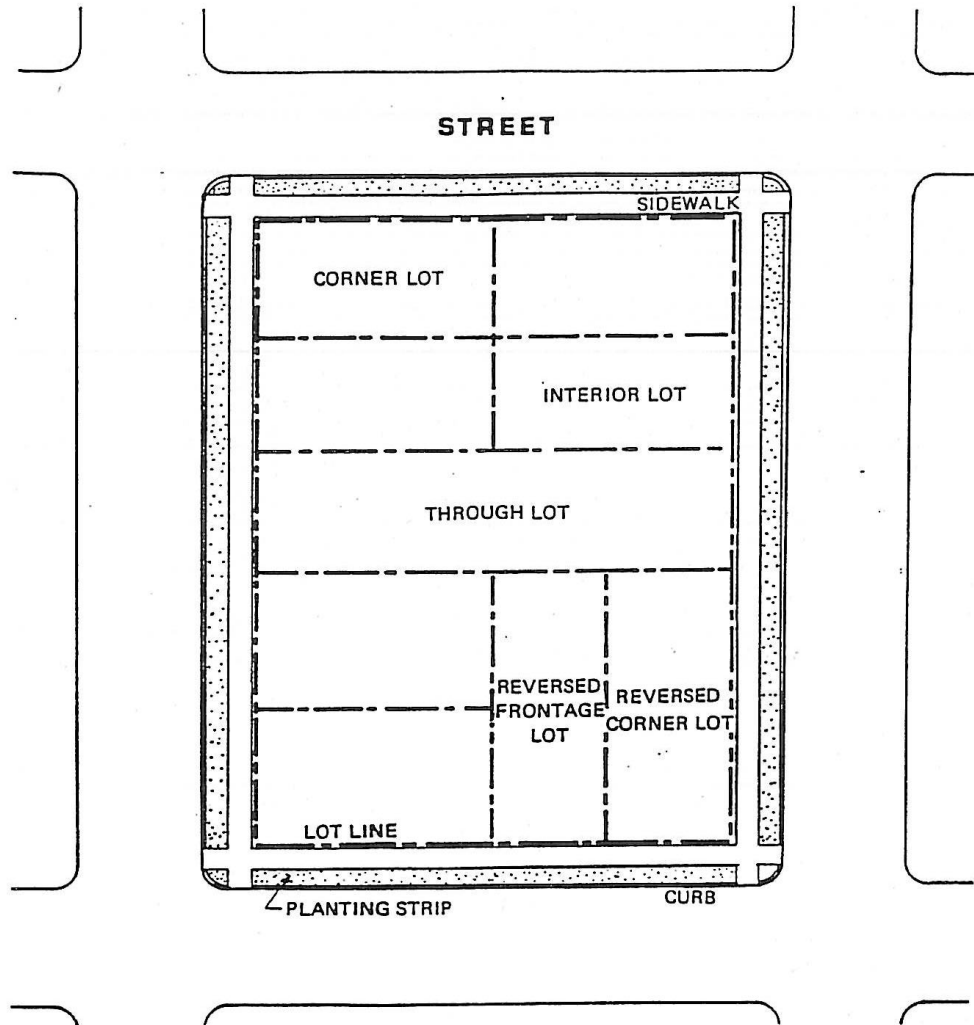 STREET
SIDEWALK
CORNER LOT
INTERIOR LOT
THROUGH LOT
REVERSED
FRONTAGE
LOT
REVERSED
CORNER LOT
LOT LINE
PLANTING STRIP
CURB